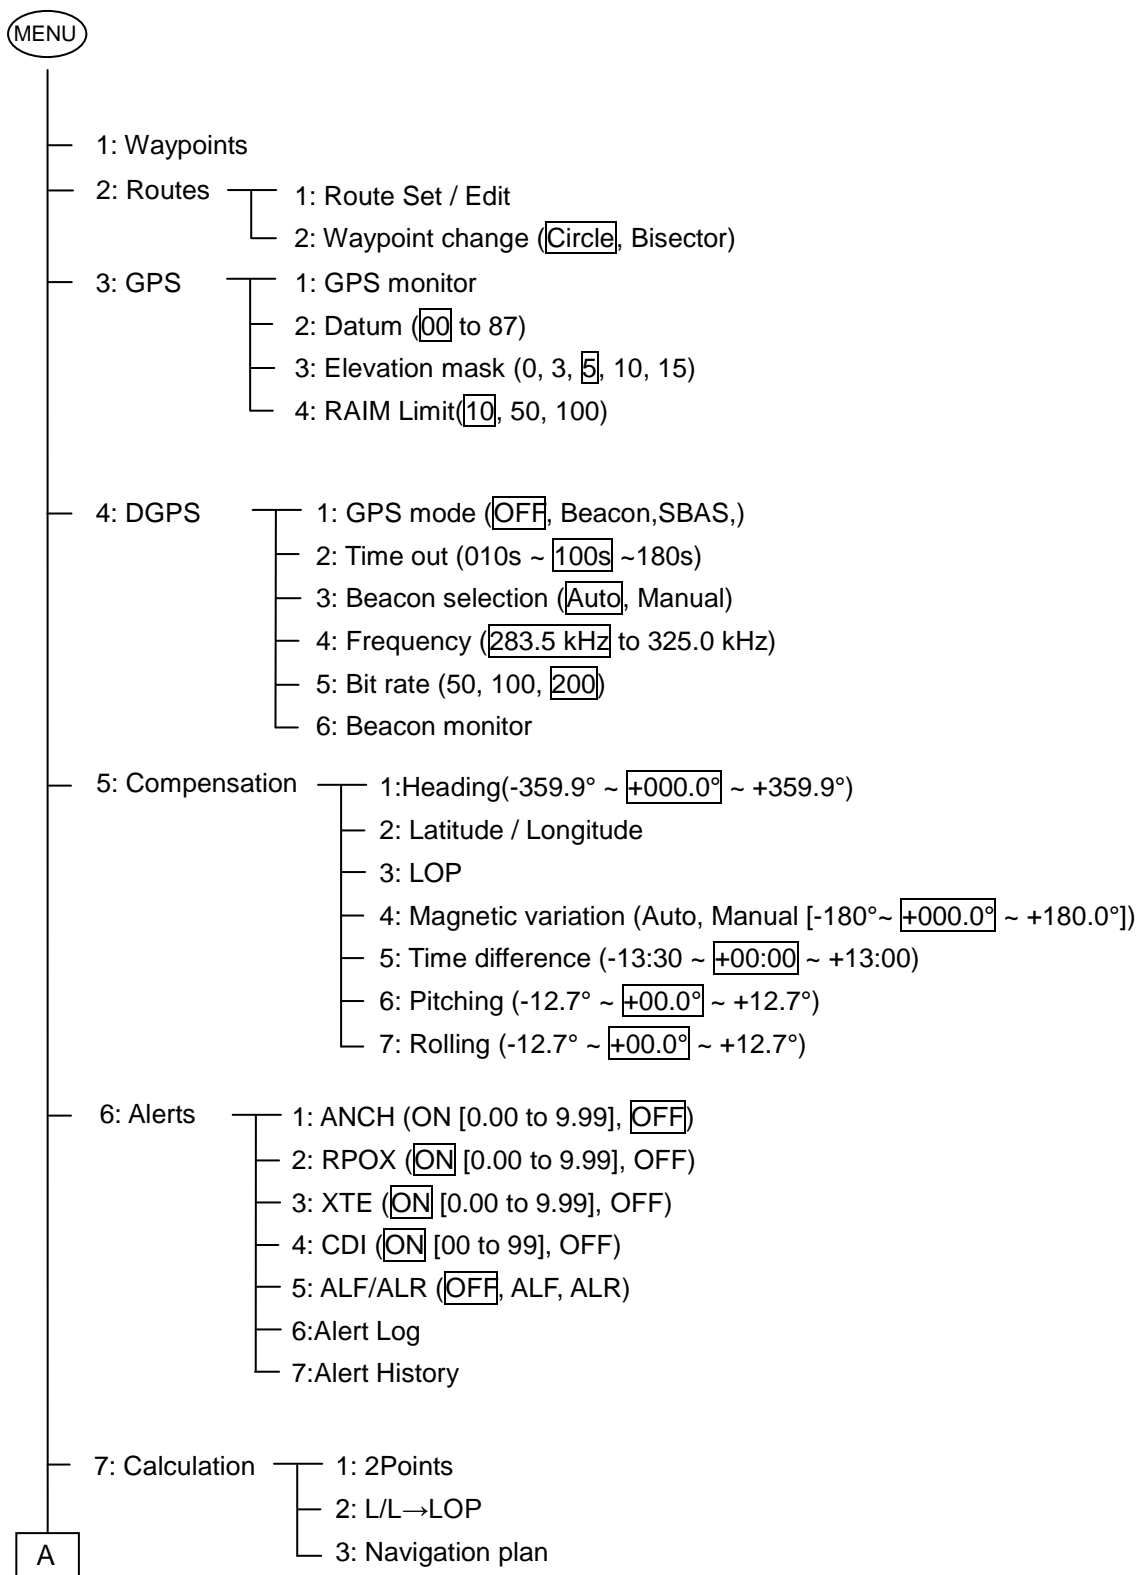 MENU
1: Waypoints
2: Routes
1: Route Set / Edit
2: Waypoint change (Circle, Bisector)
3: GPS
1: GPS monitor
2: Datum (00 to 87)
3: Elevation mask (0, 3, 5, 10, 15)
4: RAIM Limit(10, 50, 100)
4: DGPS
1: GPS mode (OFF, Beacon,SBAS,)
2: Time out (010s ~ 100s ~180s)
3: Beacon selection (Auto, Manual)
4: Frequency (283.5 kHz to 325.0 kHz)
5: Bit rate (50, 100, 200)
6: Beacon monitor
5: Compensation
1:Heading(-359.9° ~ +000.0° ~ +359.9°)
2: Latitude / Longitude
3: LOP
4: Magnetic variation (Auto, Manual [-180°~ +000.0° ~ +180.0°])
5: Time difference (-13:30 ~ +00:00 ~ +13:00)
6: Pitching (-12.7° ~ +00.0° ~ +12.7°)
7: Rolling (-12.7° ~ +00.0° ~ +12.7°)
6: Alerts
1: ANCH (ON [0.00 to 9.99], OFF)
2: RPOX (ON [0.00 to 9.99], OFF)
3: XTE (ON [0.00 to 9.99], OFF)
4: CDI (ON [00 to 99], OFF)
5: ALF/ALR (OFF, ALF, ALR)
6:Alert Log
7:Alert History
7: Calculation
1: 2Points
2: L/L→LOP
3: Navigation plan
A